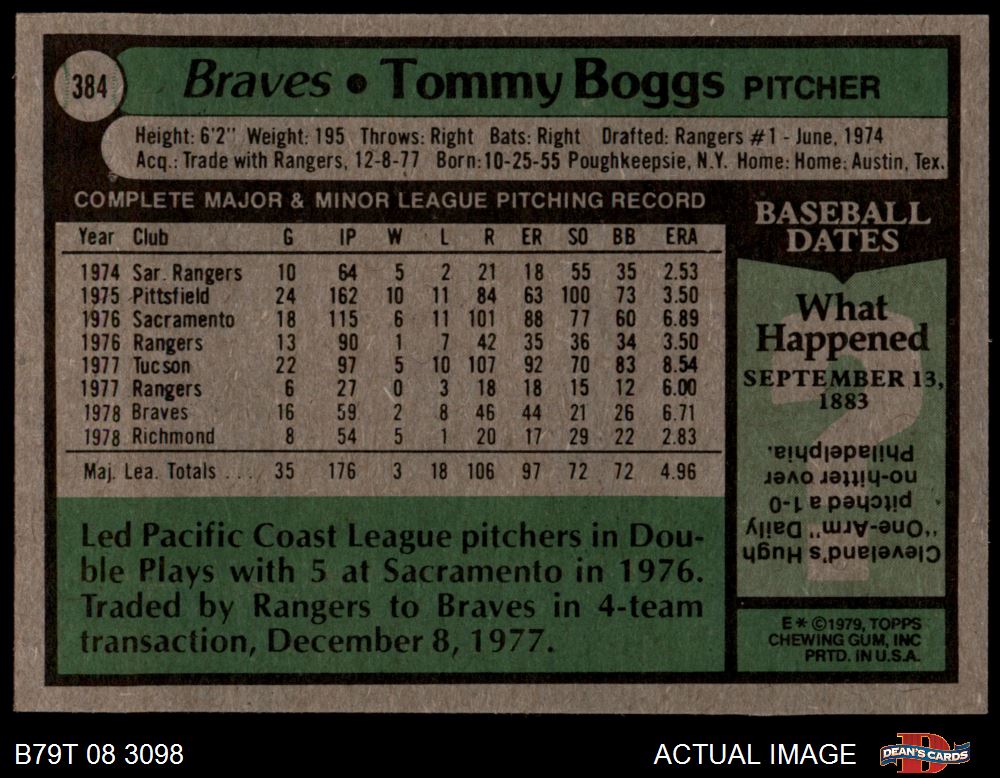 384
Braves • Tommy Boggs PITCHER
Height: 6'2" Weight: 195 Throws: Right Bats: Right Drafted: Rangers #1 - June, 1974
Acq.: Trade with Rangers, 12-8-77 Born: 10-25-55 Poughkeepsie, N.Y. Home: Home: Austin, Tex.
COMPLETE MAJOR & MINOR LEAGUE PITCHING RECORD
Year Club G IP W L R ER SO BB ERA
1974 Sar. Rangers 10 64 5 2 21 18 55 35 2.53
1975 Pittsfield 24 162 10 11 84 63 100 73 3.50
1976 Sacramento 18 115 6 11 101 88 77 60 6.89
1976 Rangers 13 90 1 7 42 35 36 34 3.50
1977 Tucson 22 97 5 10 107 92 70 83 8.54
1977 Rangers 6 27 0 3 18 18 15 12 6.00
1978 Braves 16 59 2 8 46 44 21 26 6.71
1978 Richmond 8 54 5 1 20 17 29 22 2.83
Maj. Lea. Totals . . . 35 176 3 18 106 97 72 72 4.96
Led Pacific Coast League pitchers in Dou-
ble Plays with 5 at Sacramento in 1976.
Traded by Rangers to Braves in 4-team
transaction, December 8, 1977.
BASEBALL
DATES
What
Happened
SEPTEMBER 13,
1883
?
Cleveland's Hugh
"One-Arm" Daily
pitched a 1-0
no-hitter over
Philadelphia.
E * ©1979, TOPPS
CHEWING GUM, INC
PRTD. IN U.S.A.
B79T 08 3098
ACTUAL IMAGE
DEAN'S CARDS